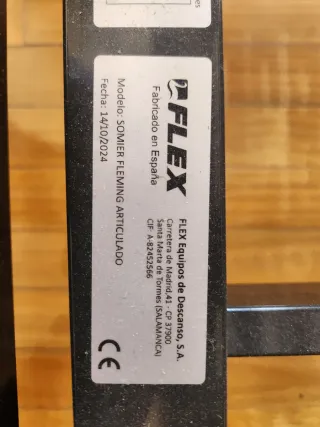 FLEX
Fabricado en España
FLEX Equipos de Descanso, S.A.
Carretera de Madrid,41 - CP 37900
Santa Marta de Tormes (SALAMANCA)
CIF: A-82452566
Modelo: SOMIER FLEMING ARTICULADO
Fecha: 14/10/2024
CE